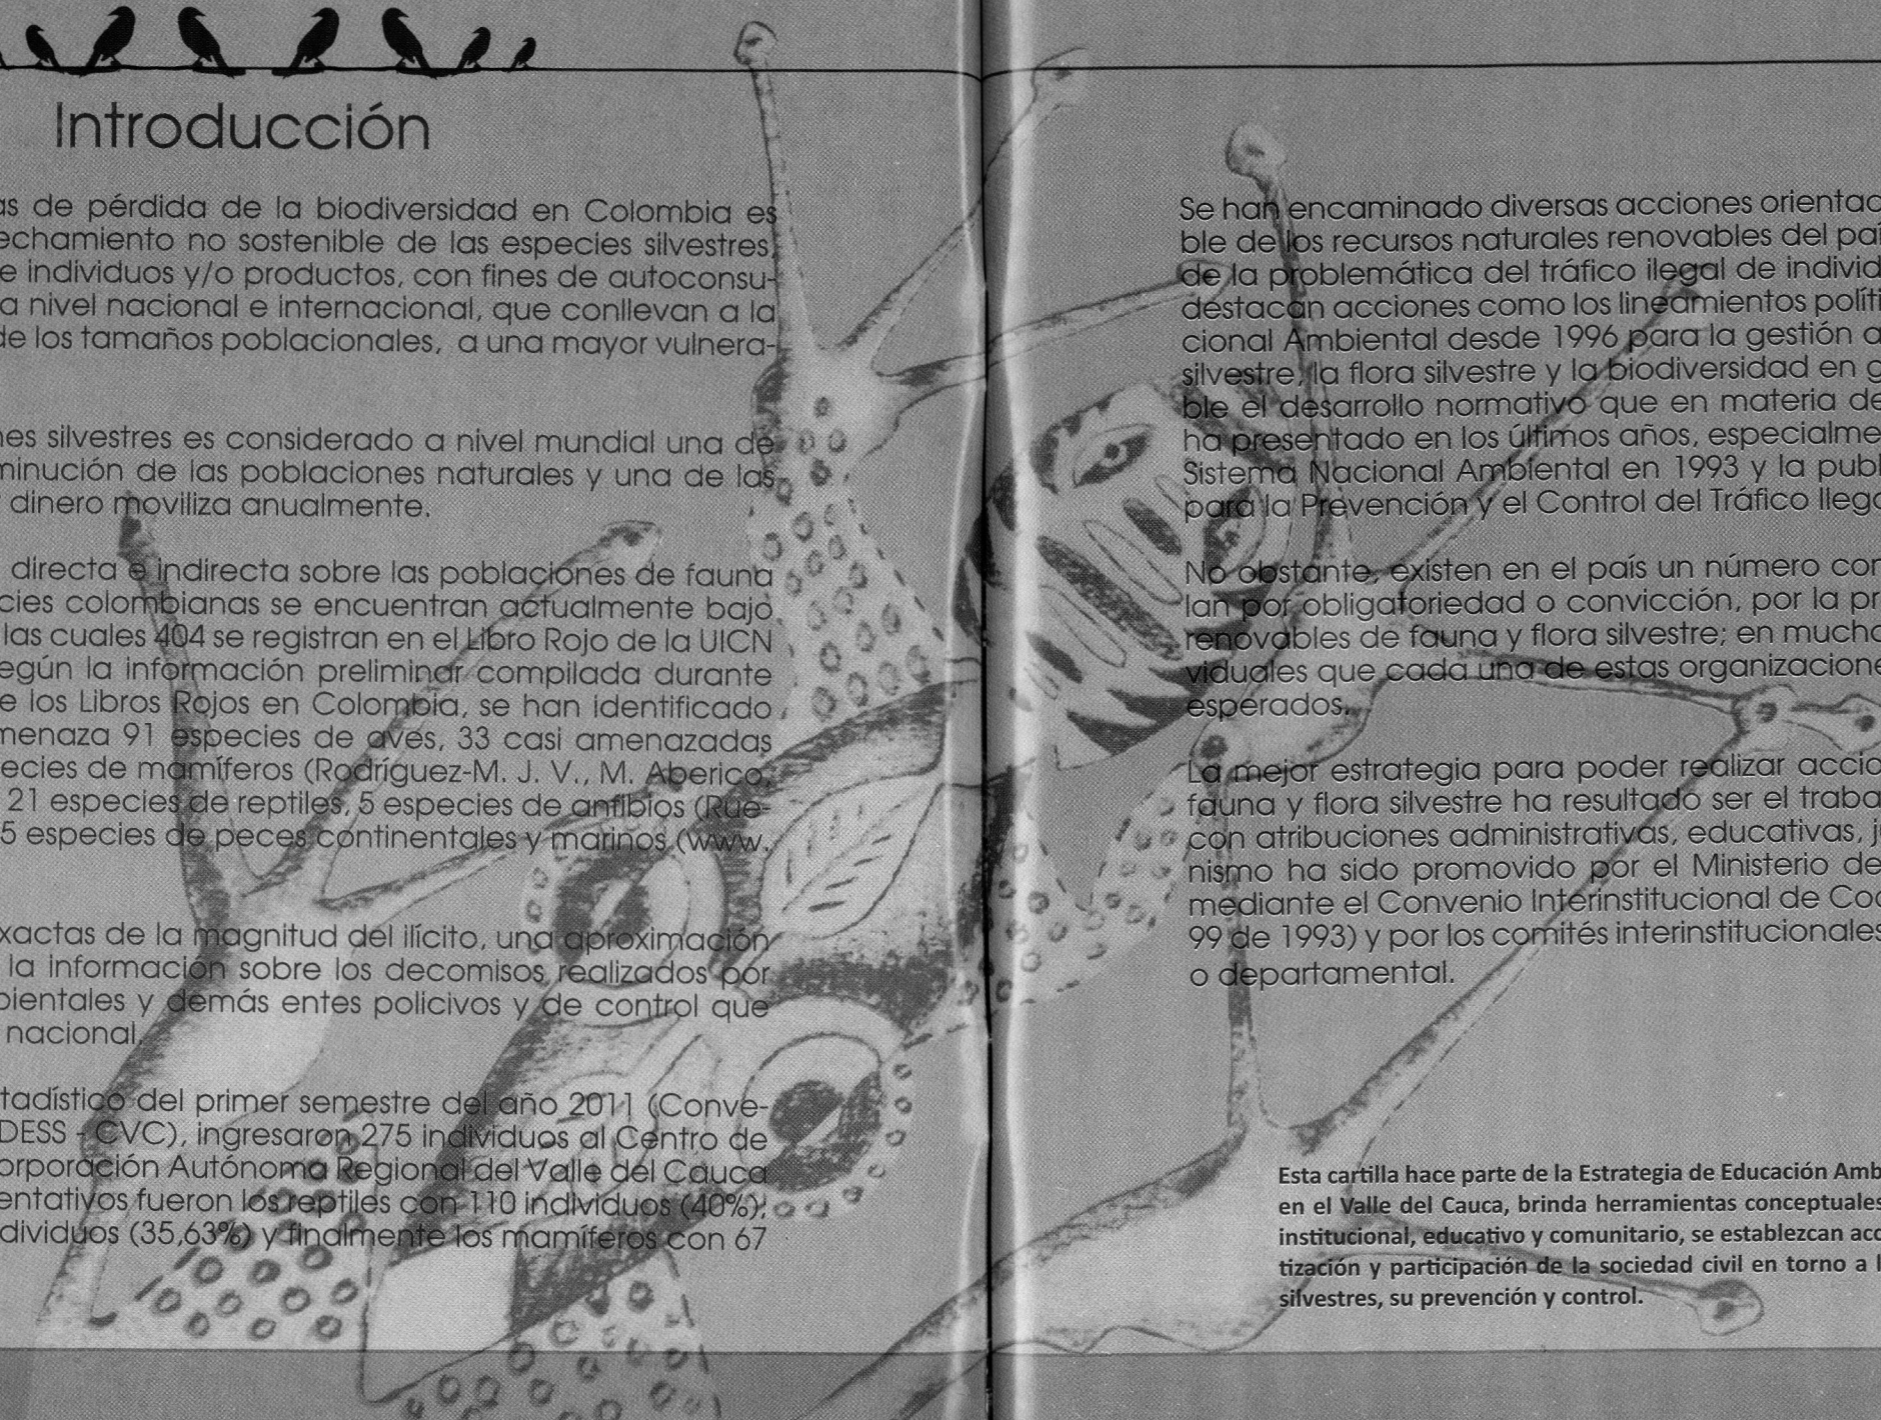 Introducción
as de pérdida de la biodiversidad en Colombia es
echamiento no sostenible de las especies silvestres,
e individuos y/o productos, con fines de autoconsu-
a nivel nacional e internacional, que conllevan a la
de los tamaños poblacionales, a una mayor vulnera-
nes silvestres es considerado a nivel mundial una de
minución de las poblaciones naturales y una de las
dinero moviliza anualmente.
directa e indirecta sobre las poblaciones de fauna
cies colombianas se encuentran actualmente bajo
las cuales 404 se registran en el Libro Rojo de la UICN
egún la información preliminar compilada durante
e los Libros Rojos en Colombia, se han identificado
menaza 91 especies de aves, 33 casi amenazadas
ecies de mamíferos (Rodríguez-M. J. V., M. Aberico,
21 especies de reptiles, 5 especies de anfibios (Rue-
5 especies de peces continentales y marinos (www.
xactas de la magnitud del ilícito, una aproximación
la información sobre los decomisos realizados por
bientales y demás entes policivos y de control que
nacional.
tadístico del primer semestre del año 2011 (Conve-
DESS - CVC), ingresaron 275 individuos al Centro de
orporación Autónoma Regional del Valle del Cauca
entativos fueron los reptiles con 110 individuos (40%);
dividuos (35,63%) y finalmente los mamíferos con 67
Se han encaminado diversas acciones orientac
ble de los recursos naturales renovables del paí
de la problemática del tráfico ilegal de individ
destacan acciones como los lineamientos políti
cional Ambiental desde 1996 para la gestión a
silvestre, la flora silvestre y la biodiversidad en g
ble el desarrollo normativo que en materia de
ha presentado en los últimos años, especialme
Sistema Nacional Ambiental en 1993 y la publ
para la Prevención y el Control del Tráfico Ilego
No obstante, existen en el país un número con
lan por obligatoriedad o convicción, por la pr
renovables de fauna y flora silvestre; en mucho
viduales que cada una de estas organizacione
esperados.
La mejor estrategia para poder realizar accio
fauna y flora silvestre ha resultado ser el traba
con atribuciones administrativas, educativas, j
nismo ha sido promovido por el Ministerio de
mediante el Convenio Interinstitucional de Coo
99 de 1993) y por los comités interinstitucionales
o departamental.
Esta cartilla hace parte de la Estrategia de Educación Amb
en el Valle del Cauca, brinda herramientas conceptuales
institucional, educativo y comunitario, se establezcan acc
tización y participación de la sociedad civil en torno a l
silvestres, su prevención y control.